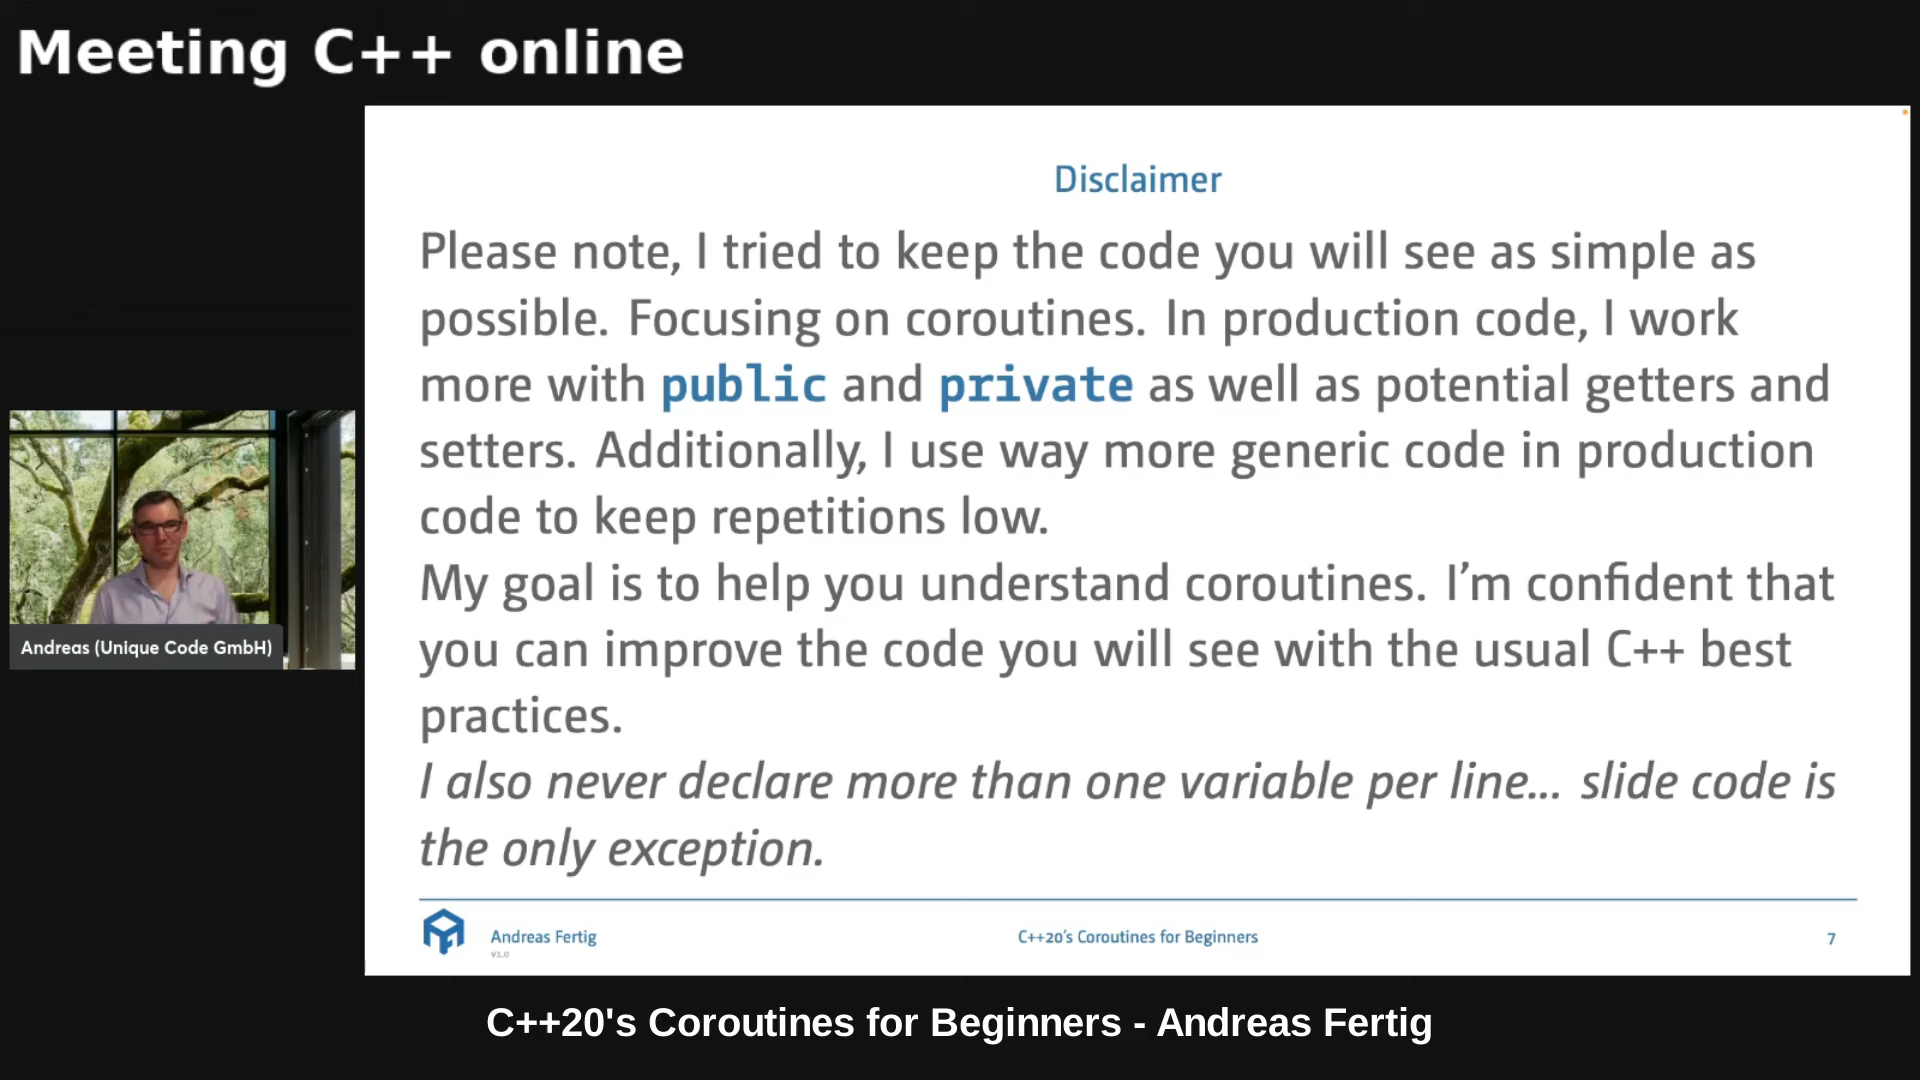 Meeting C++ online
Disclaimer
Please note, I tried to keep the code you will see as simple as
possible. Focusing on coroutines. In production code, I work
more with public and private as well as potential getters and
setters. Additionally, I use way more generic code in production
code to keep repetitions low.
My goal is to help you understand coroutines. I'm confident that
you can improve the code you will see with the usual C++ best
practices.
I also never declare more than one variable per line... slide code is
the only exception.
Andreas (Unique Code GmbH)
Andreas Fertig
v1.0
C++20's Coroutines for Beginners
7
C++20's Coroutines for Beginners - Andreas Fertig